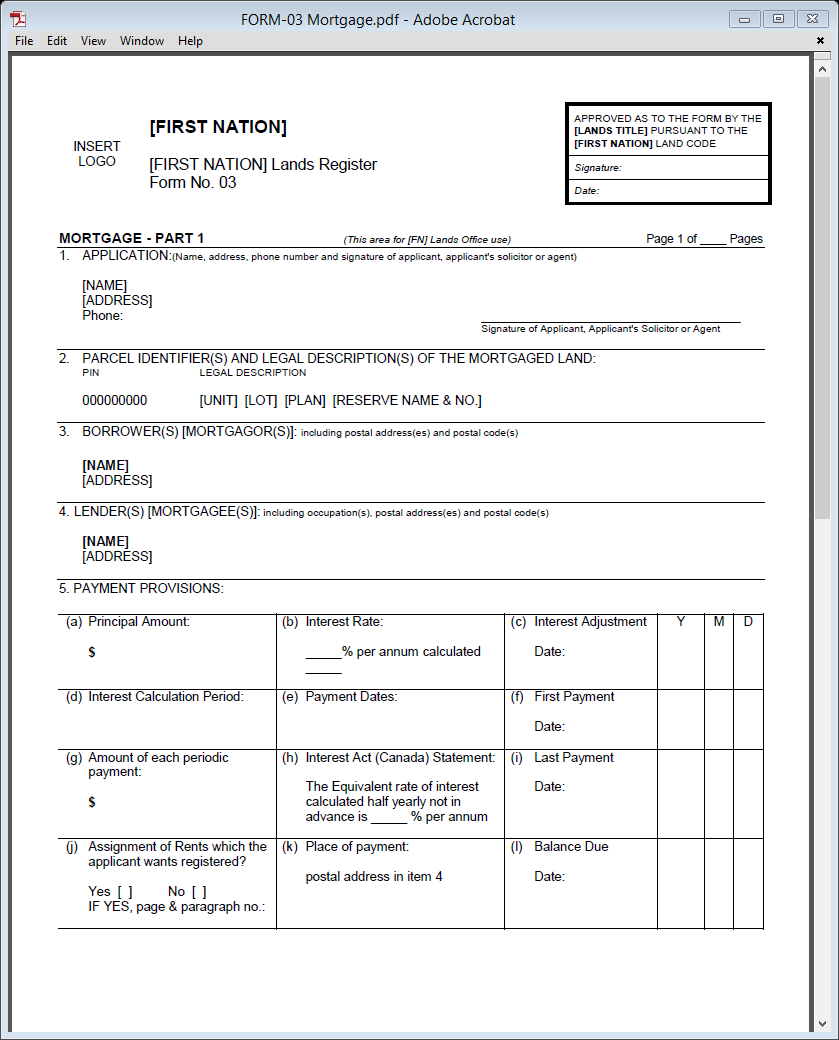 FORM-03 Mortgage.pdf - Adobe Acrobat
File Edit View Window Help
INSERT
LOGO
[FIRST NATION]
[FIRST NATION] Lands Register
Form No. 03
APPROVED AS TO THE FORM BY THE
[LANDS TITLE] PURSUANT TO THE
[FIRST NATION] LAND CODE
Signature:
Date:
MORTGAGE - PART 1 (This area for [FN] Lands Office use) Page 1 of ____ Pages
1. APPLICATION:(Name, address, phone number and signature of applicant, applicant's solicitor or agent)
[NAME]
[ADDRESS]
Phone:
Signature of Applicant, Applicant's Solicitor or Agent
2. PARCEL IDENTIFIER(S) AND LEGAL DESCRIPTION(S) OF THE MORTGAGED LAND:
PIN LEGAL DESCRIPTION
000000000 [UNIT] [LOT] [PLAN] [RESERVE NAME & NO.]
3. BORROWER(S) [MORTGAGOR(S)]: including postal address(es) and postal code(s)
[NAME]
[ADDRESS]
4. LENDER(S) [MORTGAGEE(S)]: including occupation(s), postal address(es) and postal code(s)
[NAME]
[ADDRESS]
5. PAYMENT PROVISIONS:
(a) Principal Amount:
$
(b) Interest Rate:
_____% per annum calculated
_____
(c) Interest Adjustment
Date:
Y M D
(d) Interest Calculation Period:
(e) Payment Dates:
(f) First Payment
Date:
(g) Amount of each periodic
payment:
$
(h) Interest Act (Canada) Statement:
The Equivalent rate of interest
calculated half yearly not in
advance is _____ % per annum
(i) Last Payment
Date:
(j) Assignment of Rents which the
applicant wants registered?
Yes [ ] No [ ]
IF YES, page & paragraph no.:
(k) Place of payment:
postal address in item 4
(l) Balance Due
Date: